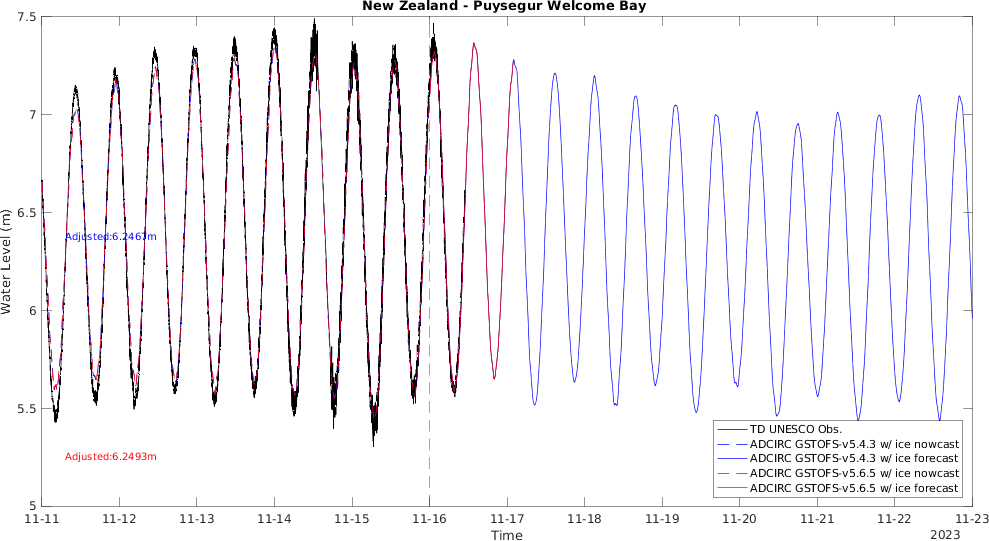 New Zealand - Puysegur Welcome Bay
7.5
7
6.5
6
5.5
5
Water Level (m)
Adjusted:6.2467m
Adjusted:6.2493m
TD UNESCO Obs.
ADCIRC GSTOFS-v5.4.3 w/ ice nowcast
ADCIRC GSTOFS-v5.4.3 w/ ice forecast
ADCIRC GSTOFS-v5.6.5 w/ ice nowcast
ADCIRC GSTOFS-v5.6.5 w/ ice forecast
11-11 11-12 11-13 11-14 11-15 11-16 11-17 11-18 11-19 11-20 11-21 11-22 11-23
Time
2023